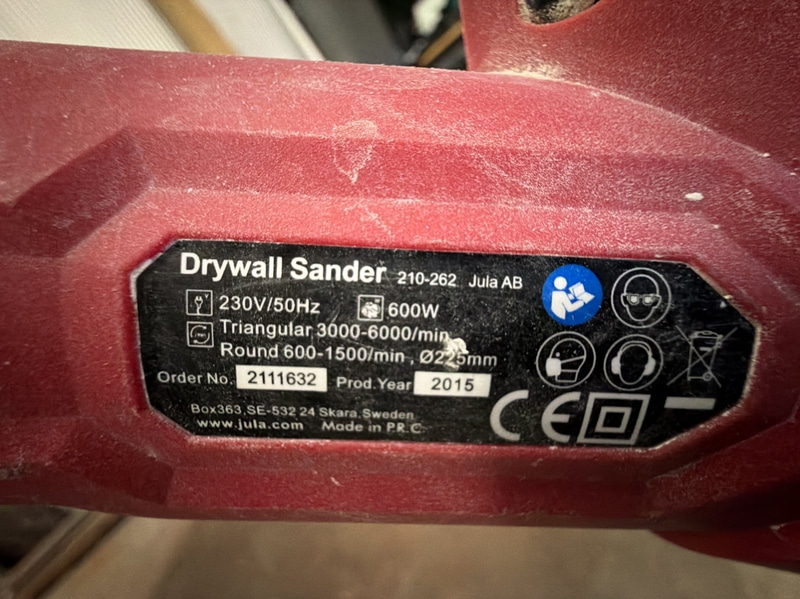 Drywall Sander 210-262 Jula AB
230V/50Hz 600W
Triangular 3000-6000/min
Round 600-1500/min , Ø225mm
Order No. 2111632 Prod.Year 2015
Box363,SE-532 24 Skara,Sweden
www.jula.com Made in P.R.C.
CE